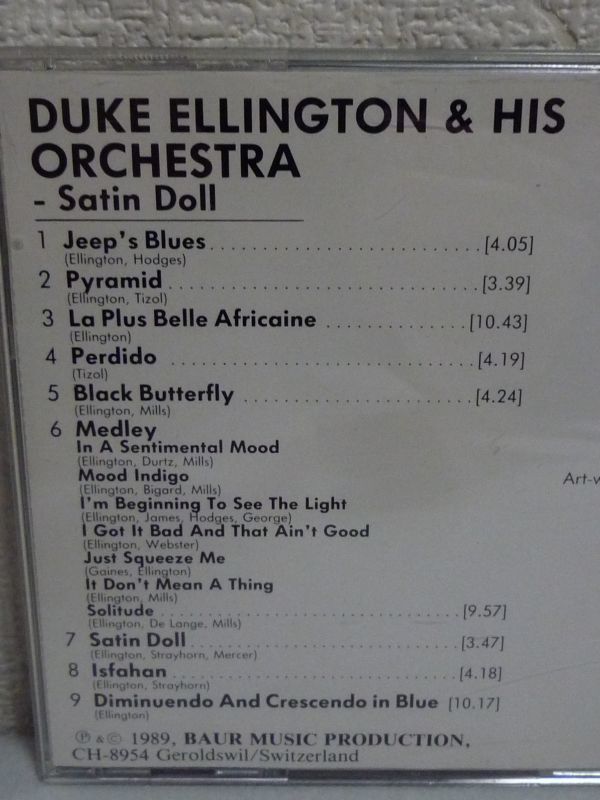 DUKE ELLINGTON & HIS
ORCHESTRA
- Satin Doll
1 Jeep's Blues [4.05]
(Ellington, Hodges)
2 Pyramid [3.39]
(Ellington, Tizol)
3 La Plus Belle Africaine [10.43]
(Ellington)
4 Perdido [4.19]
(Tizol)
5 Black Butterfly [4.24]
(Ellington, Mills)
6 Medley
In A Sentimental Mood
(Ellington, Durtz, Mills)
Mood Indigo
(Ellington, Bigard, Mills)
I'm Beginning To See The Light
(Ellington, James, Hodges, George)
I Got It Bad And That Ain't Good
(Ellington, Webster)
Just Squeeze Me
(Gaines, Ellington)
It Don't Mean A Thing
(Ellington, Mills)
Solitude [9.57]
(Ellington, De Lange, Mills)
7 Satin Doll [3.47]
(Ellington, Strayhorn, Mercer)
8 Isfahan [4.18]
(Ellington, Strayhorn)
9 Diminuendo And Crescendo in Blue [10.17]
(Ellington)
℗ & © 1989, BAUR MUSIC PRODUCTION,
CH-8954 Geroldswil/Switzerland